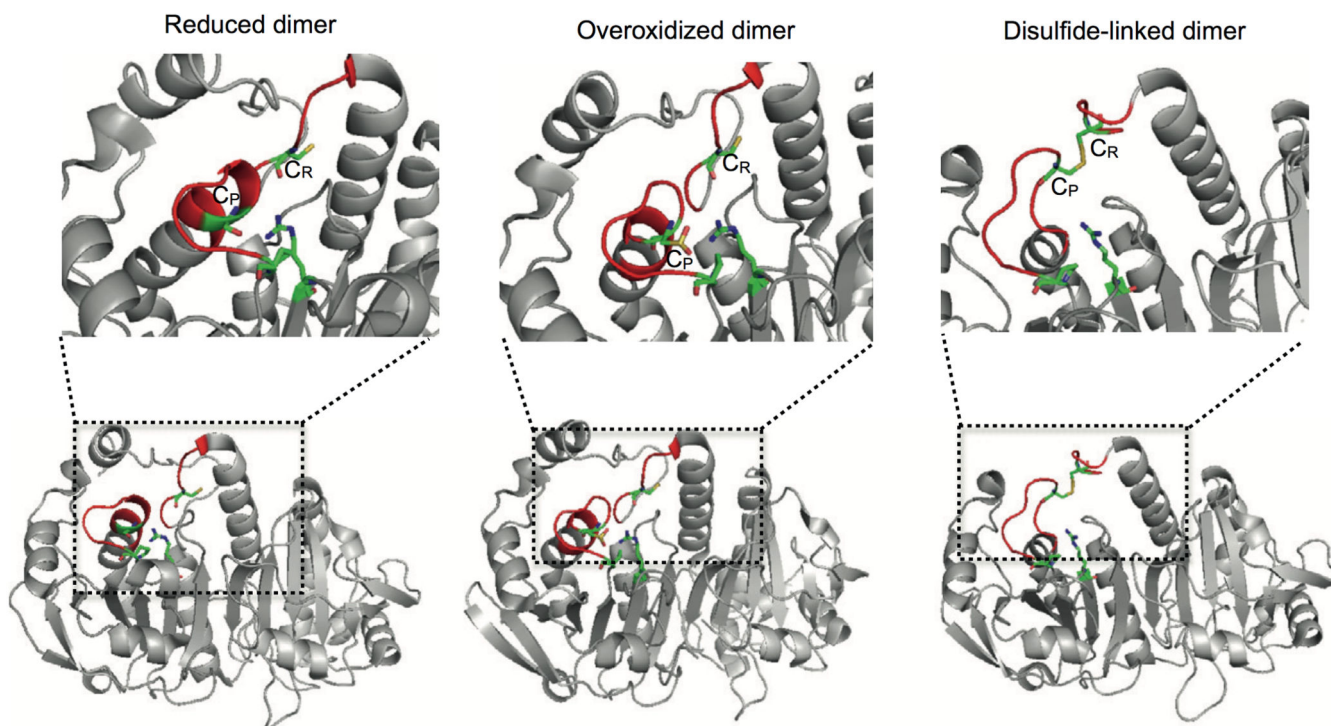 Reduced dimer
Overoxidized dimer
Disulfide-linked dimer
CR
CP
CR
CP
CR
CP